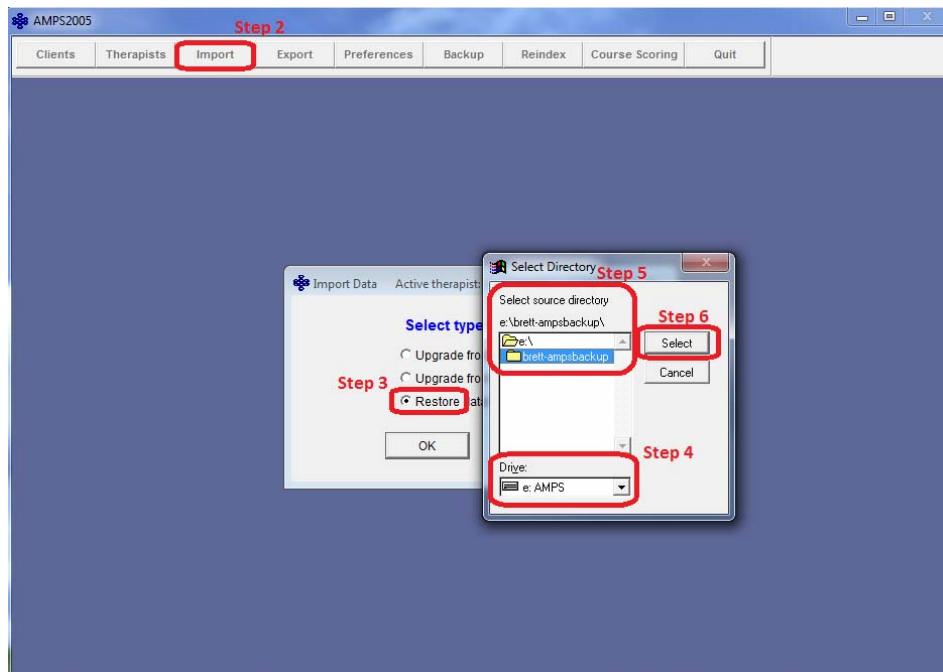 AMPS2005
Step 2
Clients Therapists Import Export Preferences Backup Reindex Course Scoring Quit
Select Directory
Step 5
Import Data Active therapist:
Select source directory
e:\brett-ampsbackup\
Step 6
Select type
e:\
Select
Upgrade fro
brett-ampsbackup
Cancel
Step 3
Upgrade fro
Restore data
OK
Step 4
Drive:
e: AMPS